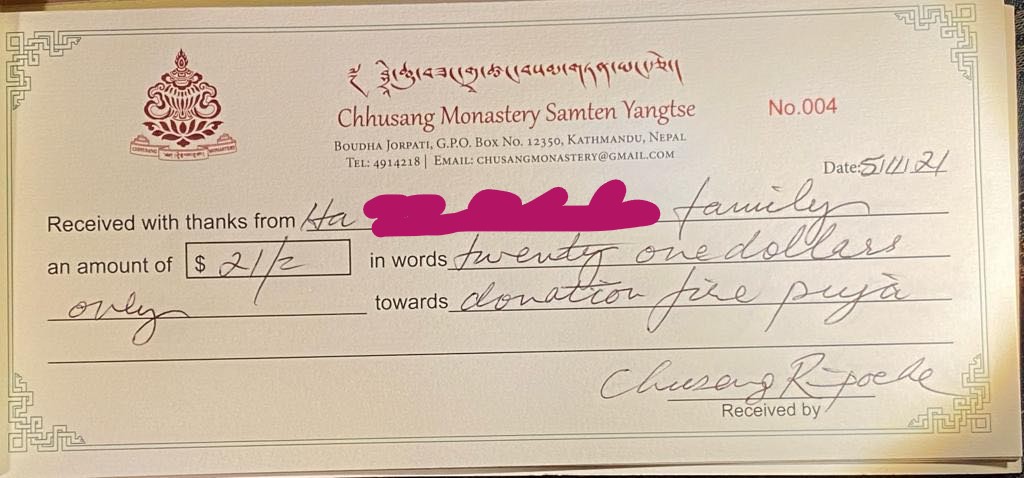 Chhusang Monastery Samten Yangtse
No.004
Boudha Jorpati, G.P.O. Box No. 12350, Kathmandu, Nepal
Tel: 4914218 | Email: chusangmonastery@gmail.com
Date: 5/11/21
Received with thanks from Ha family
an amount of $ 21/= in words twenty one dollars
only towards donation fire puja
Chusang Rinpoche
Received by
CHHUSANG MONASTERY